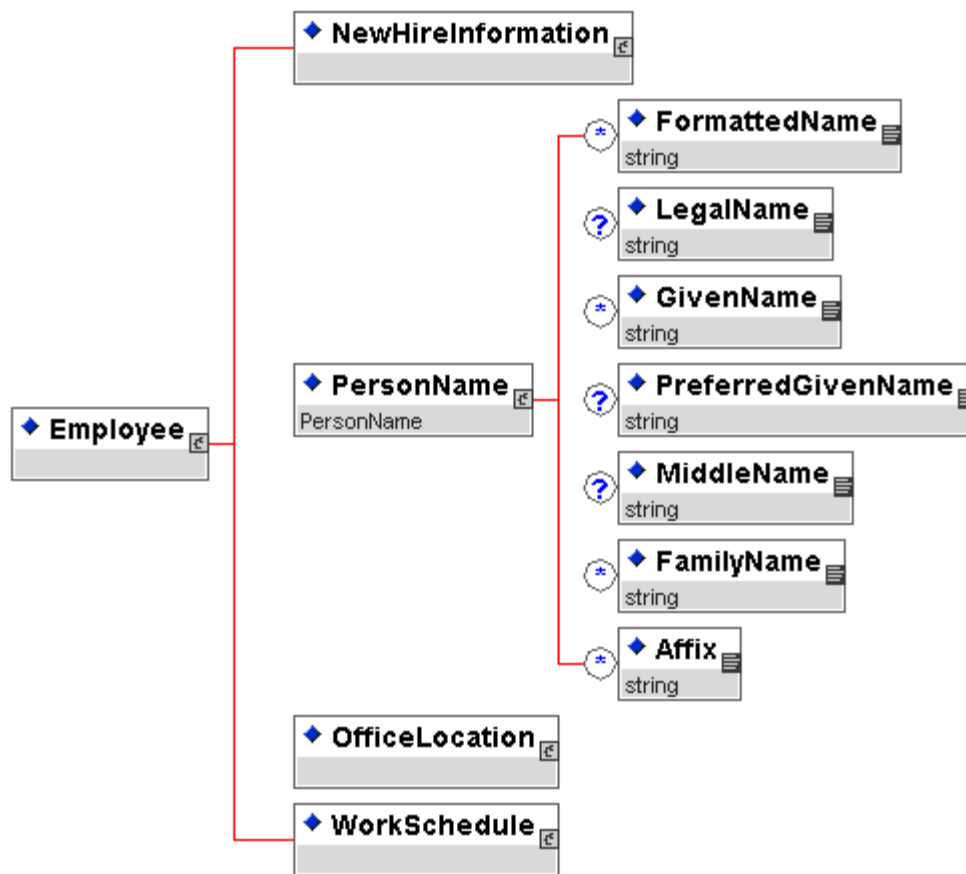 NewHireInformation
* FormattedName
string
? LegalName
string
* GivenName
string
PersonName
PersonName
? PreferredGivenName
string
Employee
? MiddleName
string
* FamilyName
string
* Affix
string
OfficeLocation
WorkSchedule